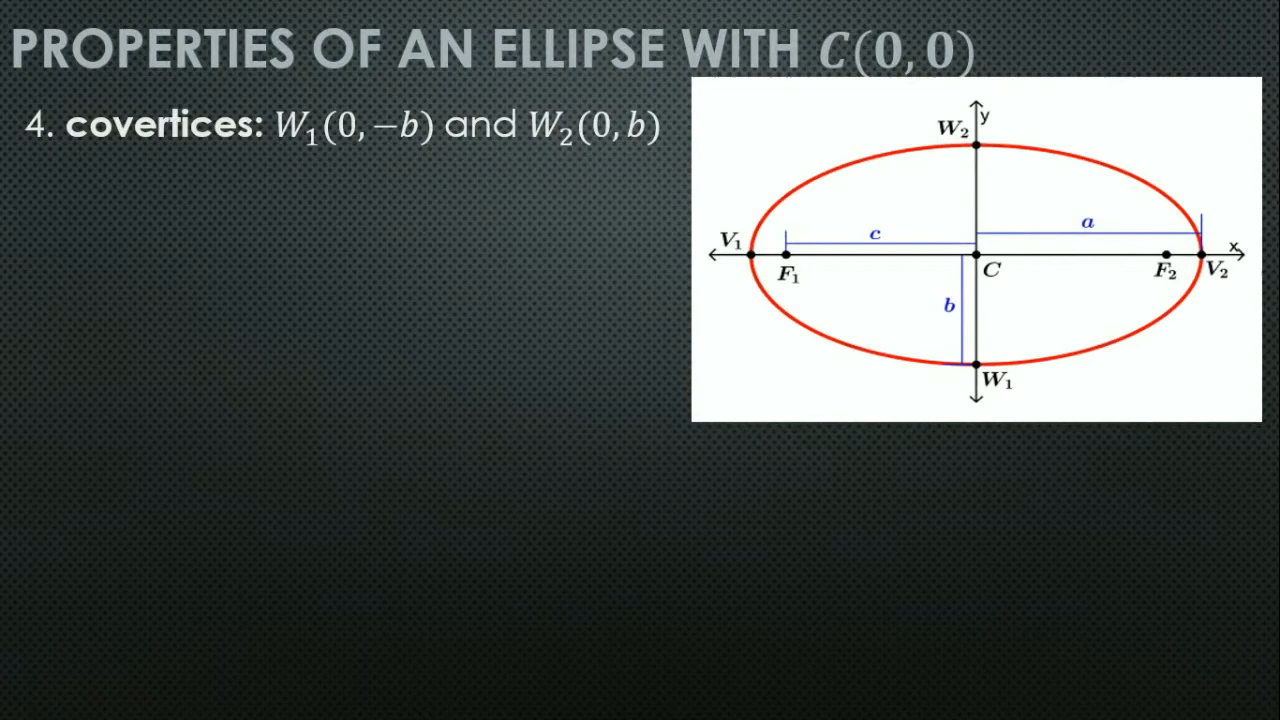 PROPERTIES OF AN ELLIPSE WITH C(0, 0)
4. covertices: W₁(0, −b) and W₂(0, b)
y
W₂
a
c
V₁
x
F₁
C
F₂
V₂
b
W₁